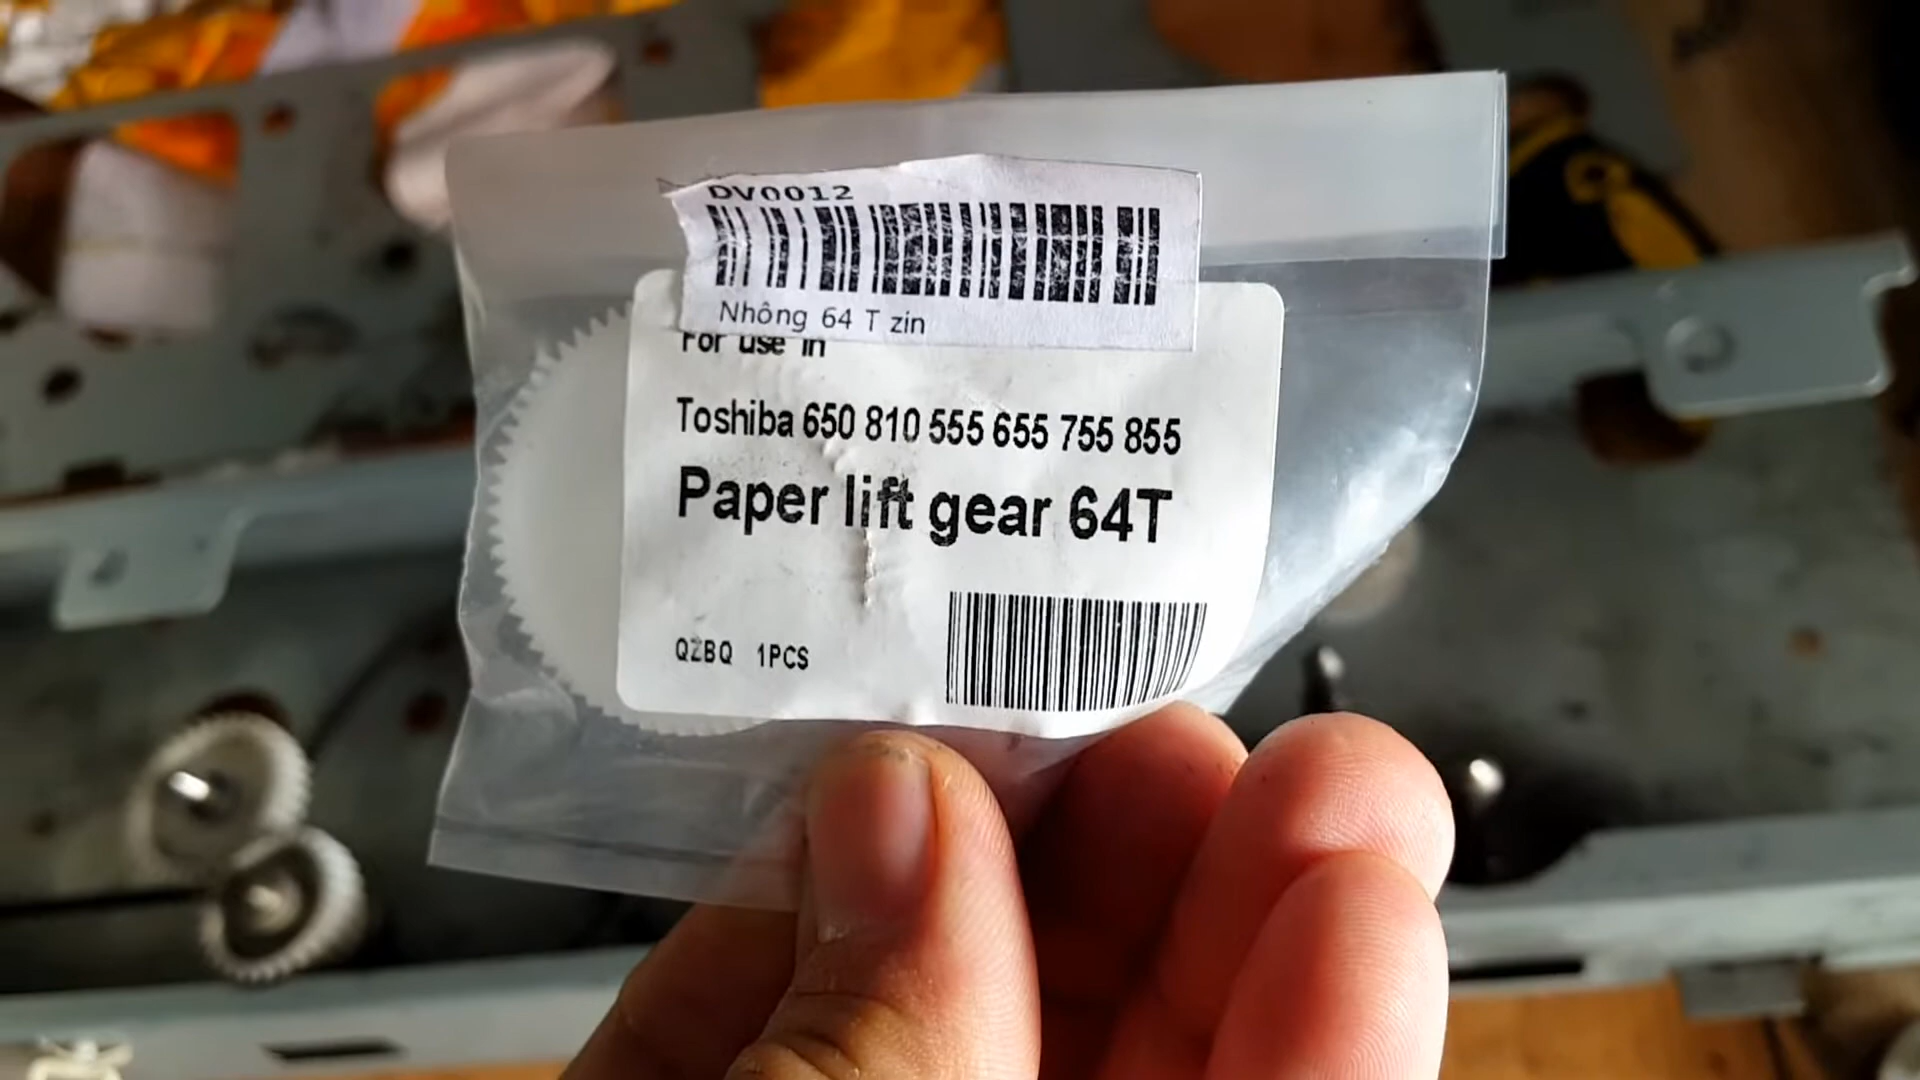 DV0012
Nhông 64 T zin
For use in
Toshiba 650 810 555 655 755 855
Paper lift gear 64T
QZBQ 1PCS